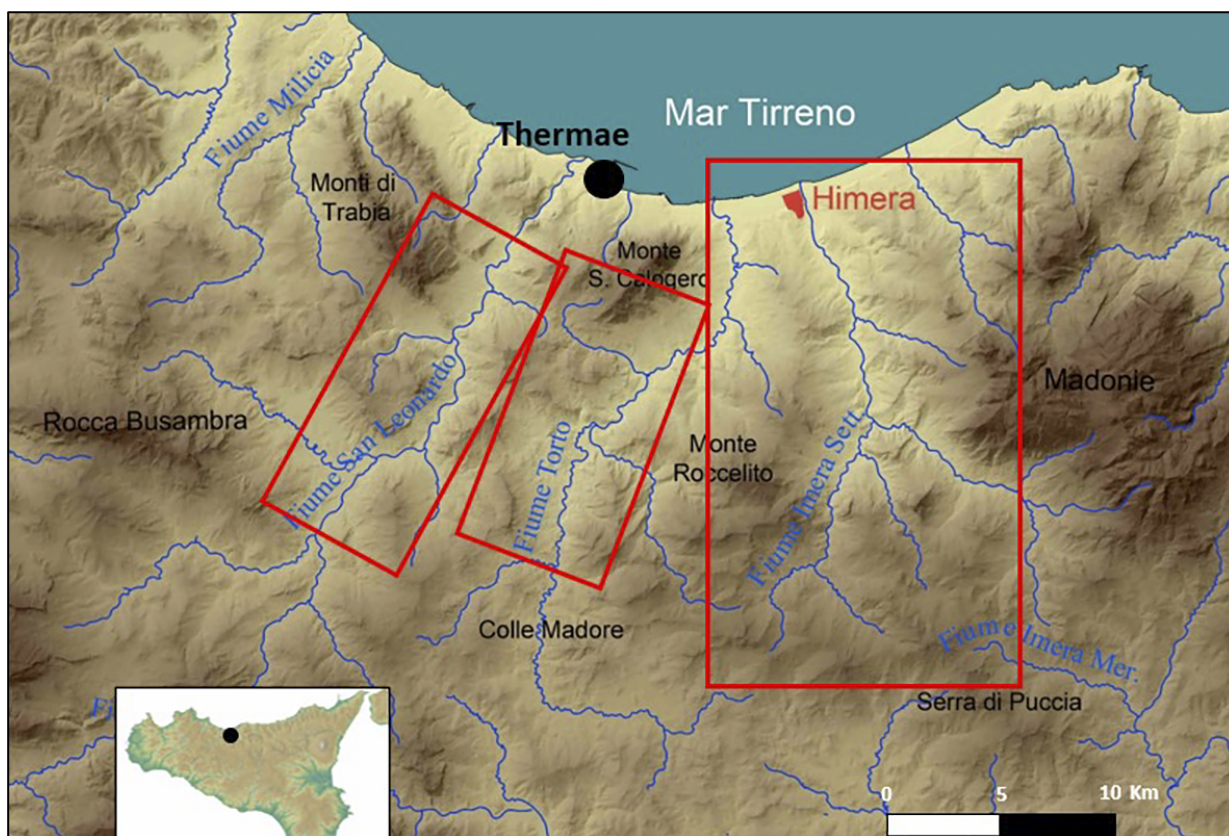 Fiume Milicia
Mar Tirreno
Thermae
Monti di
Trabia
Himera
Monte
S. Calogero
Madonie
Rocca Busambra
Fiume San Leonardo
Monte
Roccelito
Fiume Torto
Fiume Imera Sett.
Colle Madore
Fiume Imera Mer.
Serra di Puccia
0 5 10 Km